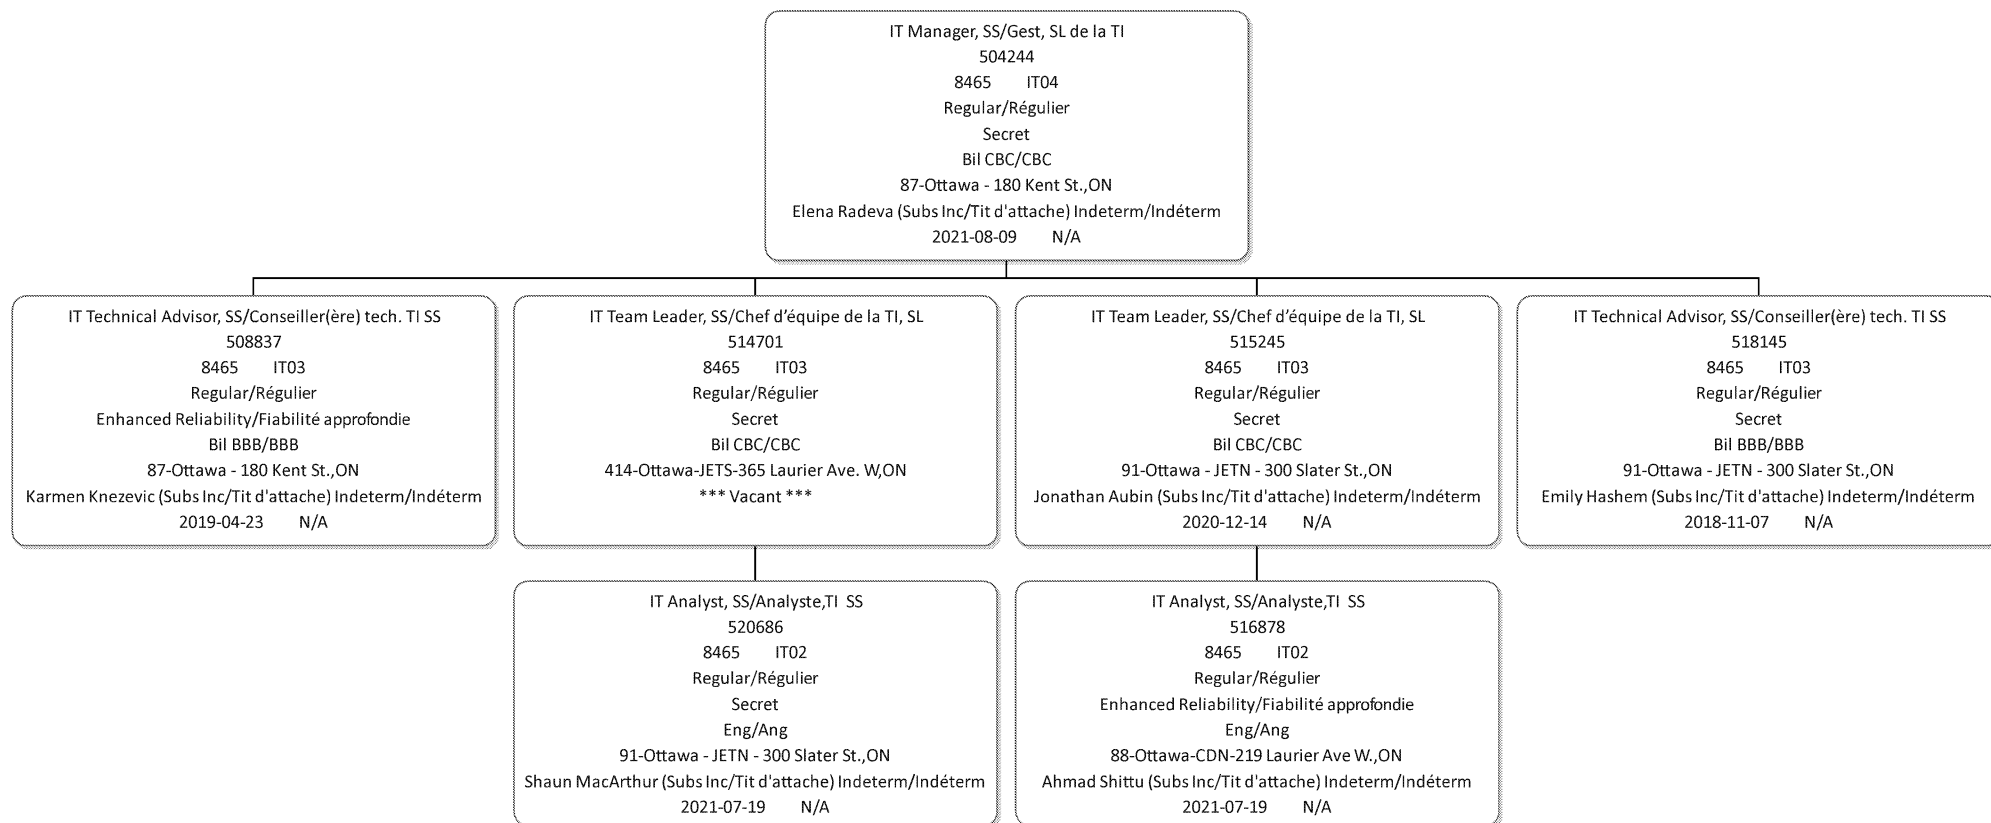 IT Manager, SS/Gest, SL de la TI
504244
8465 IT04
Regular/Régulier
Secret
Bil CBC/CBC
87-Ottawa - 180 Kent St.,ON
Elena Radeva (Subs Inc/Tit d'attache) Indeterm/Indéterm
2021-08-09 N/A
IT Technical Advisor, SS/Conseiller(ère) tech. TI SS
508837
8465 IT03
Regular/Régulier
Enhanced Reliability/Fiabilité approfondie
Bil BBB/BBB
87-Ottawa - 180 Kent St.,ON
Karmen Knezevic (Subs Inc/Tit d'attache) Indeterm/Indéterm
2019-04-23 N/A
IT Team Leader, SS/Chef d’équipe de la TI, SL
514701
8465 IT03
Regular/Régulier
Secret
Bil CBC/CBC
414-Ottawa-JETS-365 Laurier Ave. W,ON
*** Vacant ***
IT Team Leader, SS/Chef d’équipe de la TI, SL
515245
8465 IT03
Regular/Régulier
Secret
Bil CBC/CBC
91-Ottawa - JETN - 300 Slater St.,ON
Jonathan Aubin (Subs Inc/Tit d'attache) Indeterm/Indéterm
2020-12-14 N/A
IT Technical Advisor, SS/Conseiller(ère) tech. TI SS
518145
8465 IT03
Regular/Régulier
Secret
Bil BBB/BBB
91-Ottawa - JETN - 300 Slater St.,ON
Emily Hashem (Subs Inc/Tit d'attache) Indeterm/Indéterm
2018-11-07 N/A
IT Analyst, SS/Analyste,TI SS
520686
8465 IT02
Regular/Régulier
Secret
Eng/Ang
91-Ottawa - JETN - 300 Slater St.,ON
Shaun MacArthur (Subs Inc/Tit d'attache) Indeterm/Indéterm
2021-07-19 N/A
IT Analyst, SS/Analyste,TI SS
516878
8465 IT02
Regular/Régulier
Enhanced Reliability/Fiabilité approfondie
Eng/Ang
88-Ottawa-CDN-219 Laurier Ave W.,ON
Ahmad Shittu (Subs Inc/Tit d'attache) Indeterm/Indéterm
2021-07-19 N/A